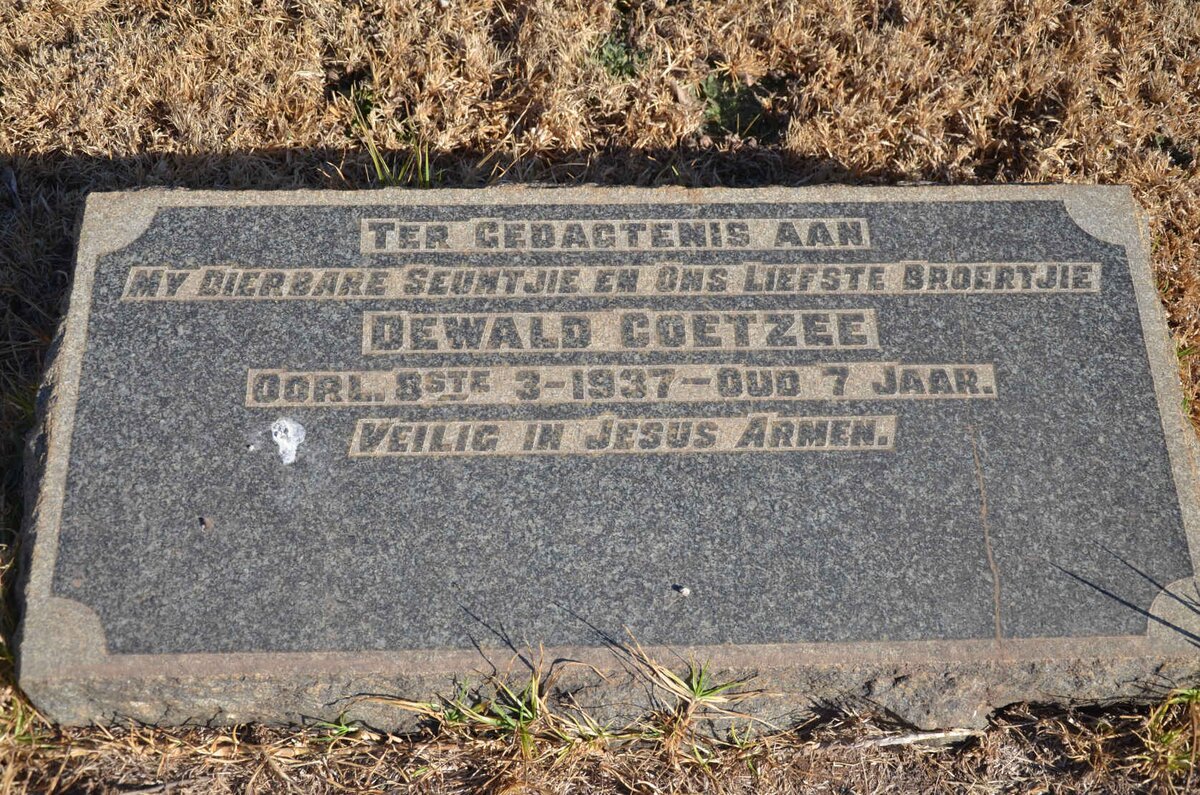 TER GEDAGTENIS AAN
MY DIERBARE SEUNTJIE EN ONS LIEFSTE BROERTJIE
DEWALD COETZEE
OORL. 8STE 3-1937-OUD 7 JAAR.
VEILIG IN JESUS ARMEN.